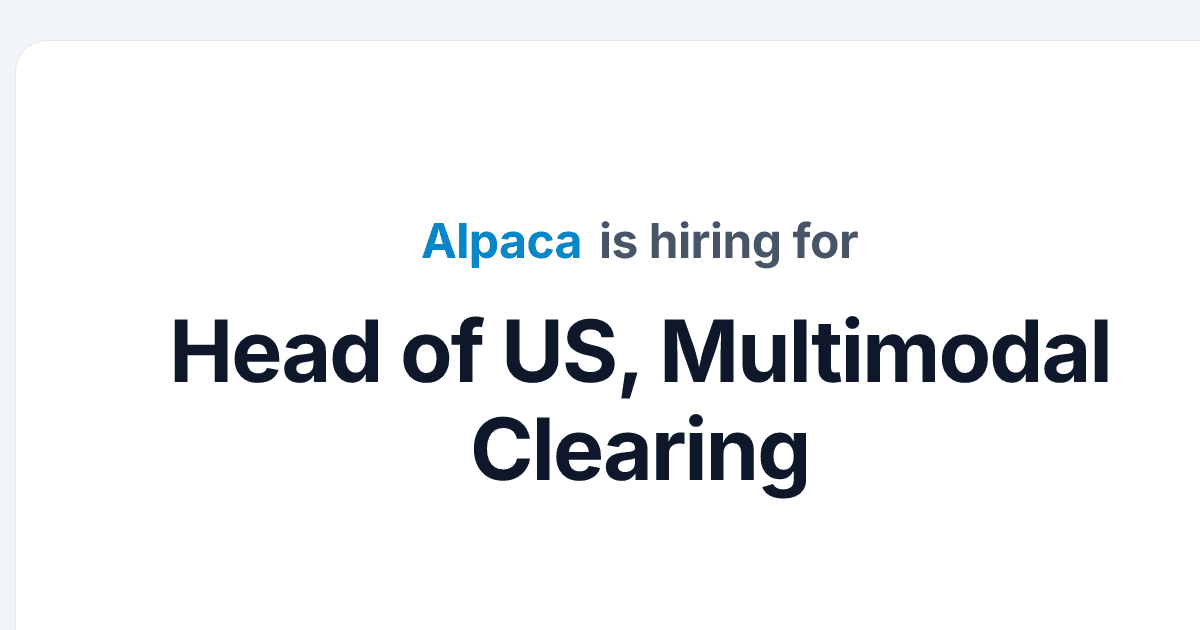 Alpaca is hiring for
Head of US, Multimodal
Clearing